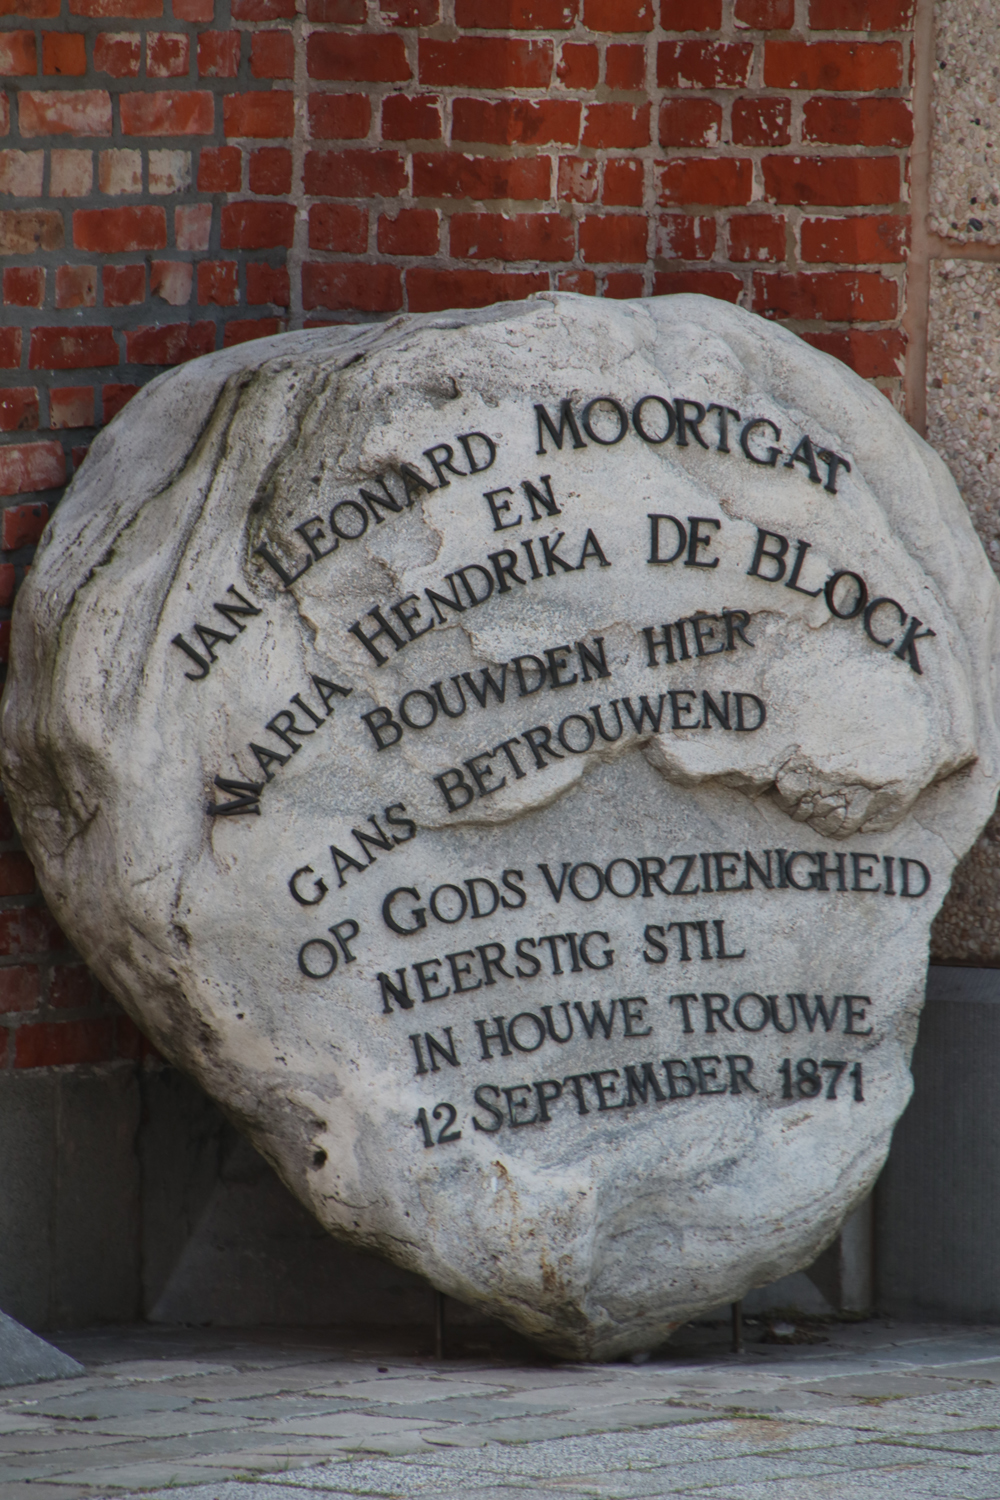 JAN LEONARD MOORTGAT
EN
MARIA HENDRIKA DE BLOCK
BOUWDEN HIER
GANS BETROUWEND
OP GODS VOORZIENIGHEID
NEERSTIG STIL
IN HOUWE TROUWE
12 SEPTEMBER 1871